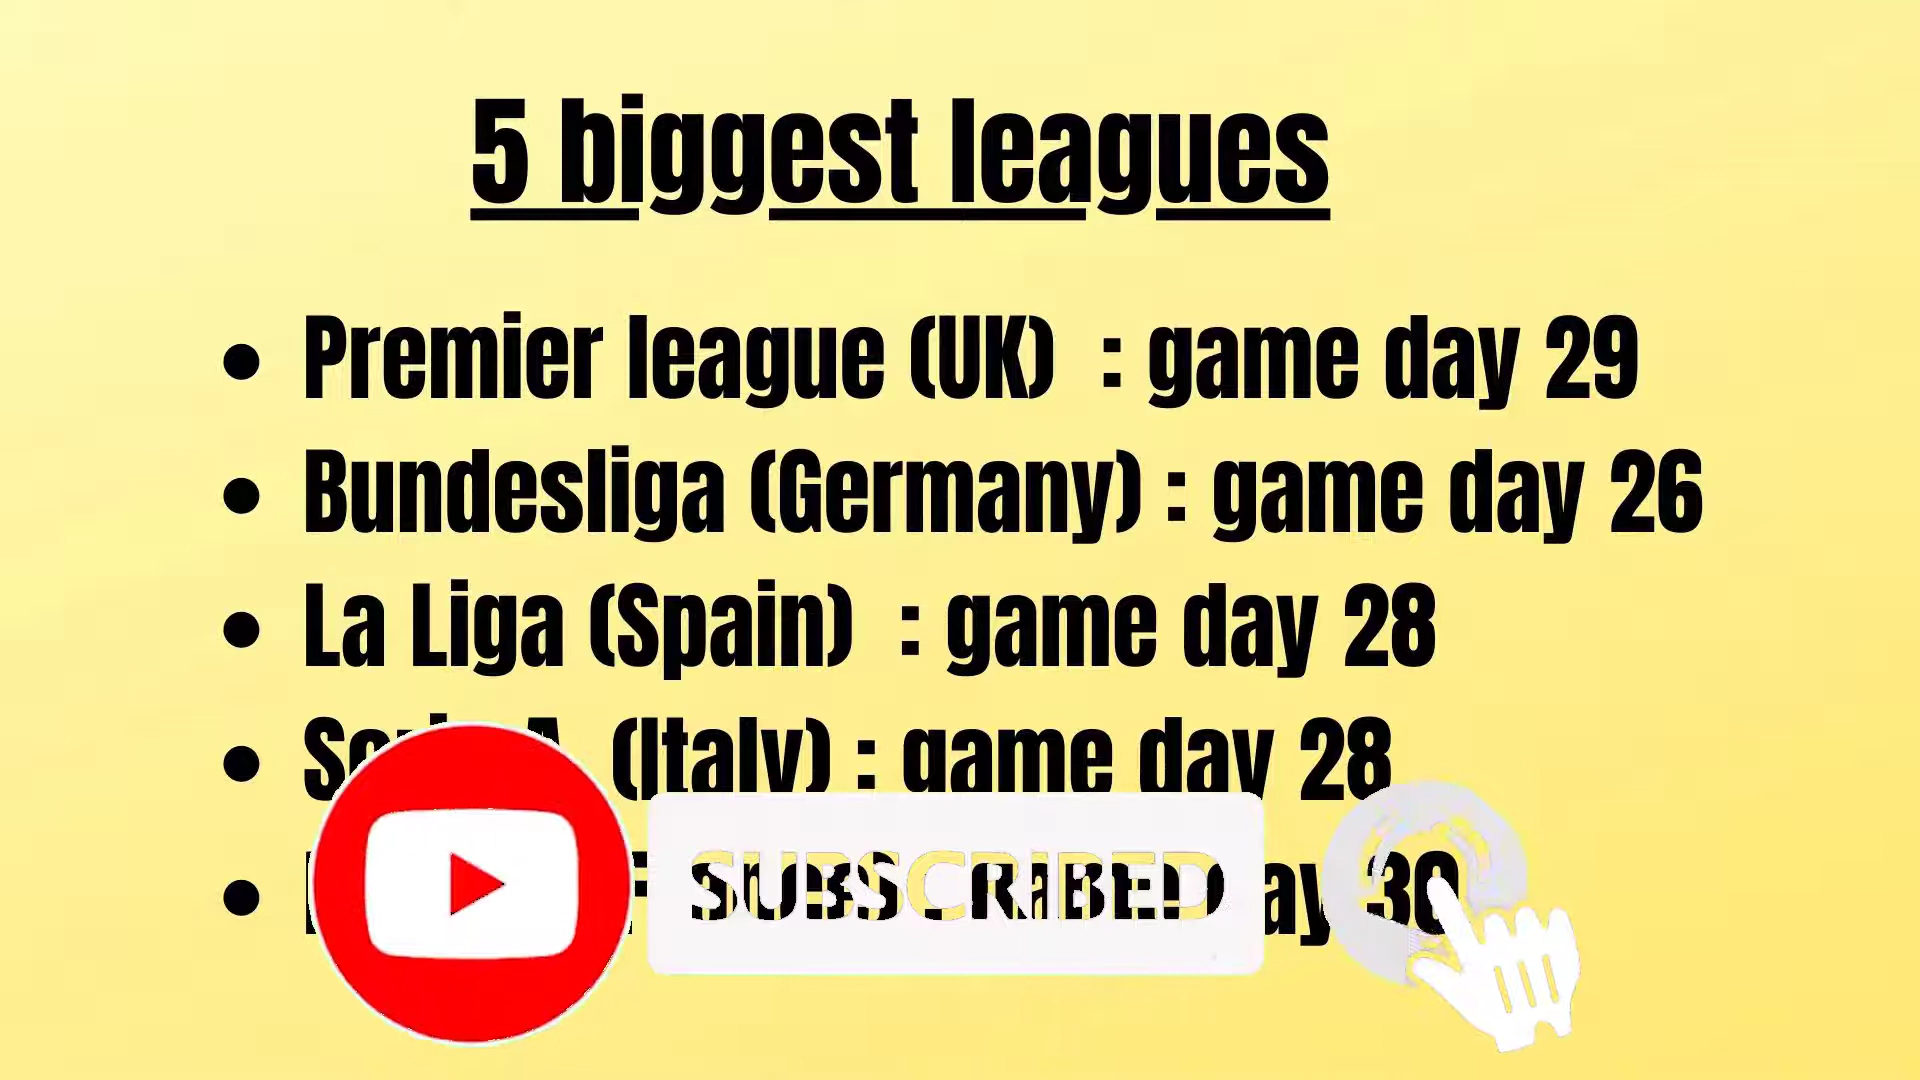 5 biggest leagues
• Premier league (UK) : game day 29
• Bundesliga (Germany) : game day 26
• La Liga (Spain) : game day 28
• A (Italy) : game day 28
SUBSCRIBED 30